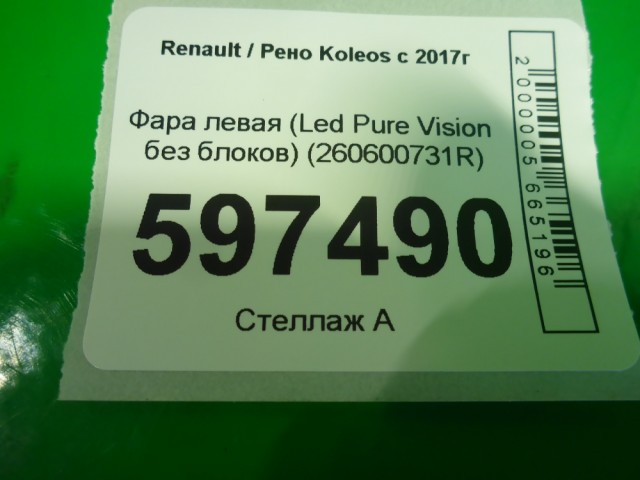 Renault / Рено Koleos с 2017г
Фара левая (Led Pure Vision
без блоков) (260600731R)
597490
Стеллаж А
2000005665196